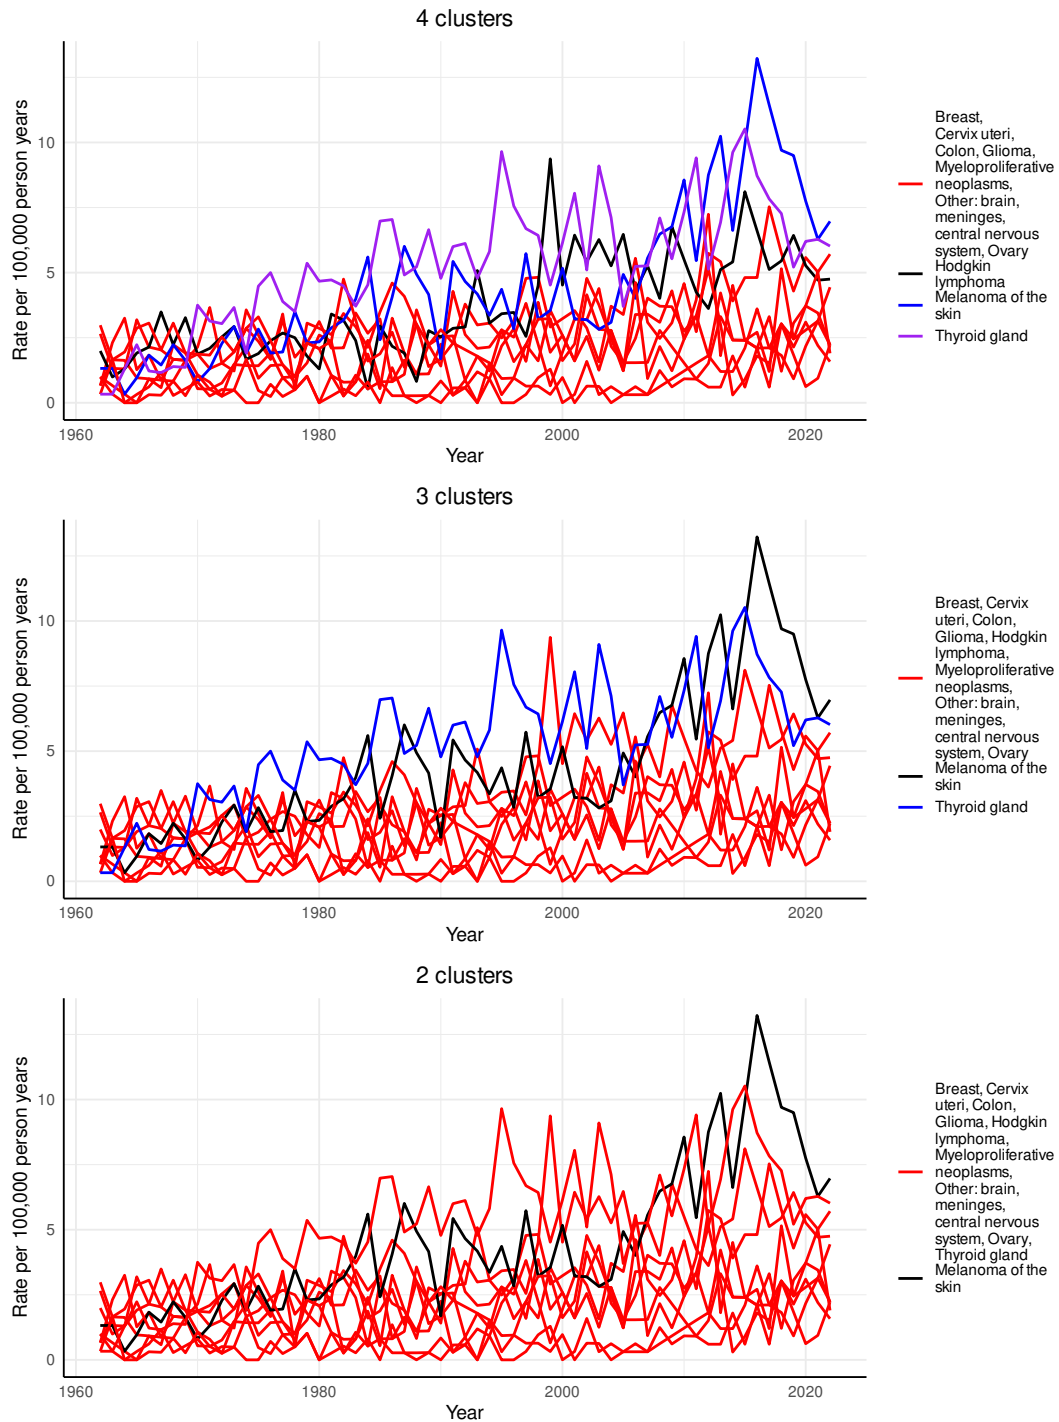 4 clusters
Rate per 100,000 person years
10
5
0
1960
1980
2000
2020
Year
Breast,
Cervix uteri,
Colon, Glioma,
Myeloproliferative
neoplasms,
Other: brain,
meninges,
central nervous
system, Ovary
Hodgkin
lymphoma
Melanoma of the
skin
Thyroid gland
3 clusters
Rate per 100,000 person years
10
5
0
1960
1980
2000
2020
Year
Breast, Cervix
uteri, Colon,
Glioma, Hodgkin
lymphoma,
Myeloproliferative
neoplasms,
Other: brain,
meninges,
central nervous
system, Ovary
Melanoma of the
skin
Thyroid gland
2 clusters
Rate per 100,000 person years
10
5
0
1960
1980
2000
2020
Year
Breast, Cervix
uteri, Colon,
Glioma, Hodgkin
lymphoma,
Myeloproliferative
neoplasms,
Other: brain,
meninges,
central nervous
system, Ovary,
Thyroid gland
Melanoma of the
skin